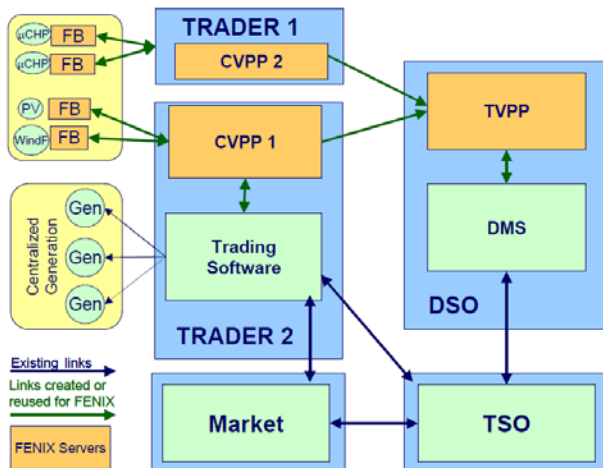 µCHP FB
µCHP FB
PV FB
WindF FB
TRADER 1
CVPP 2
CVPP 1
Trading
Software
TRADER 2
TVPP
DMS
DSO
Centralized
Generation
Gen
Gen
Gen
Existing links
Links created or
reused for FENIX
FENIX Servers
Market
TSO